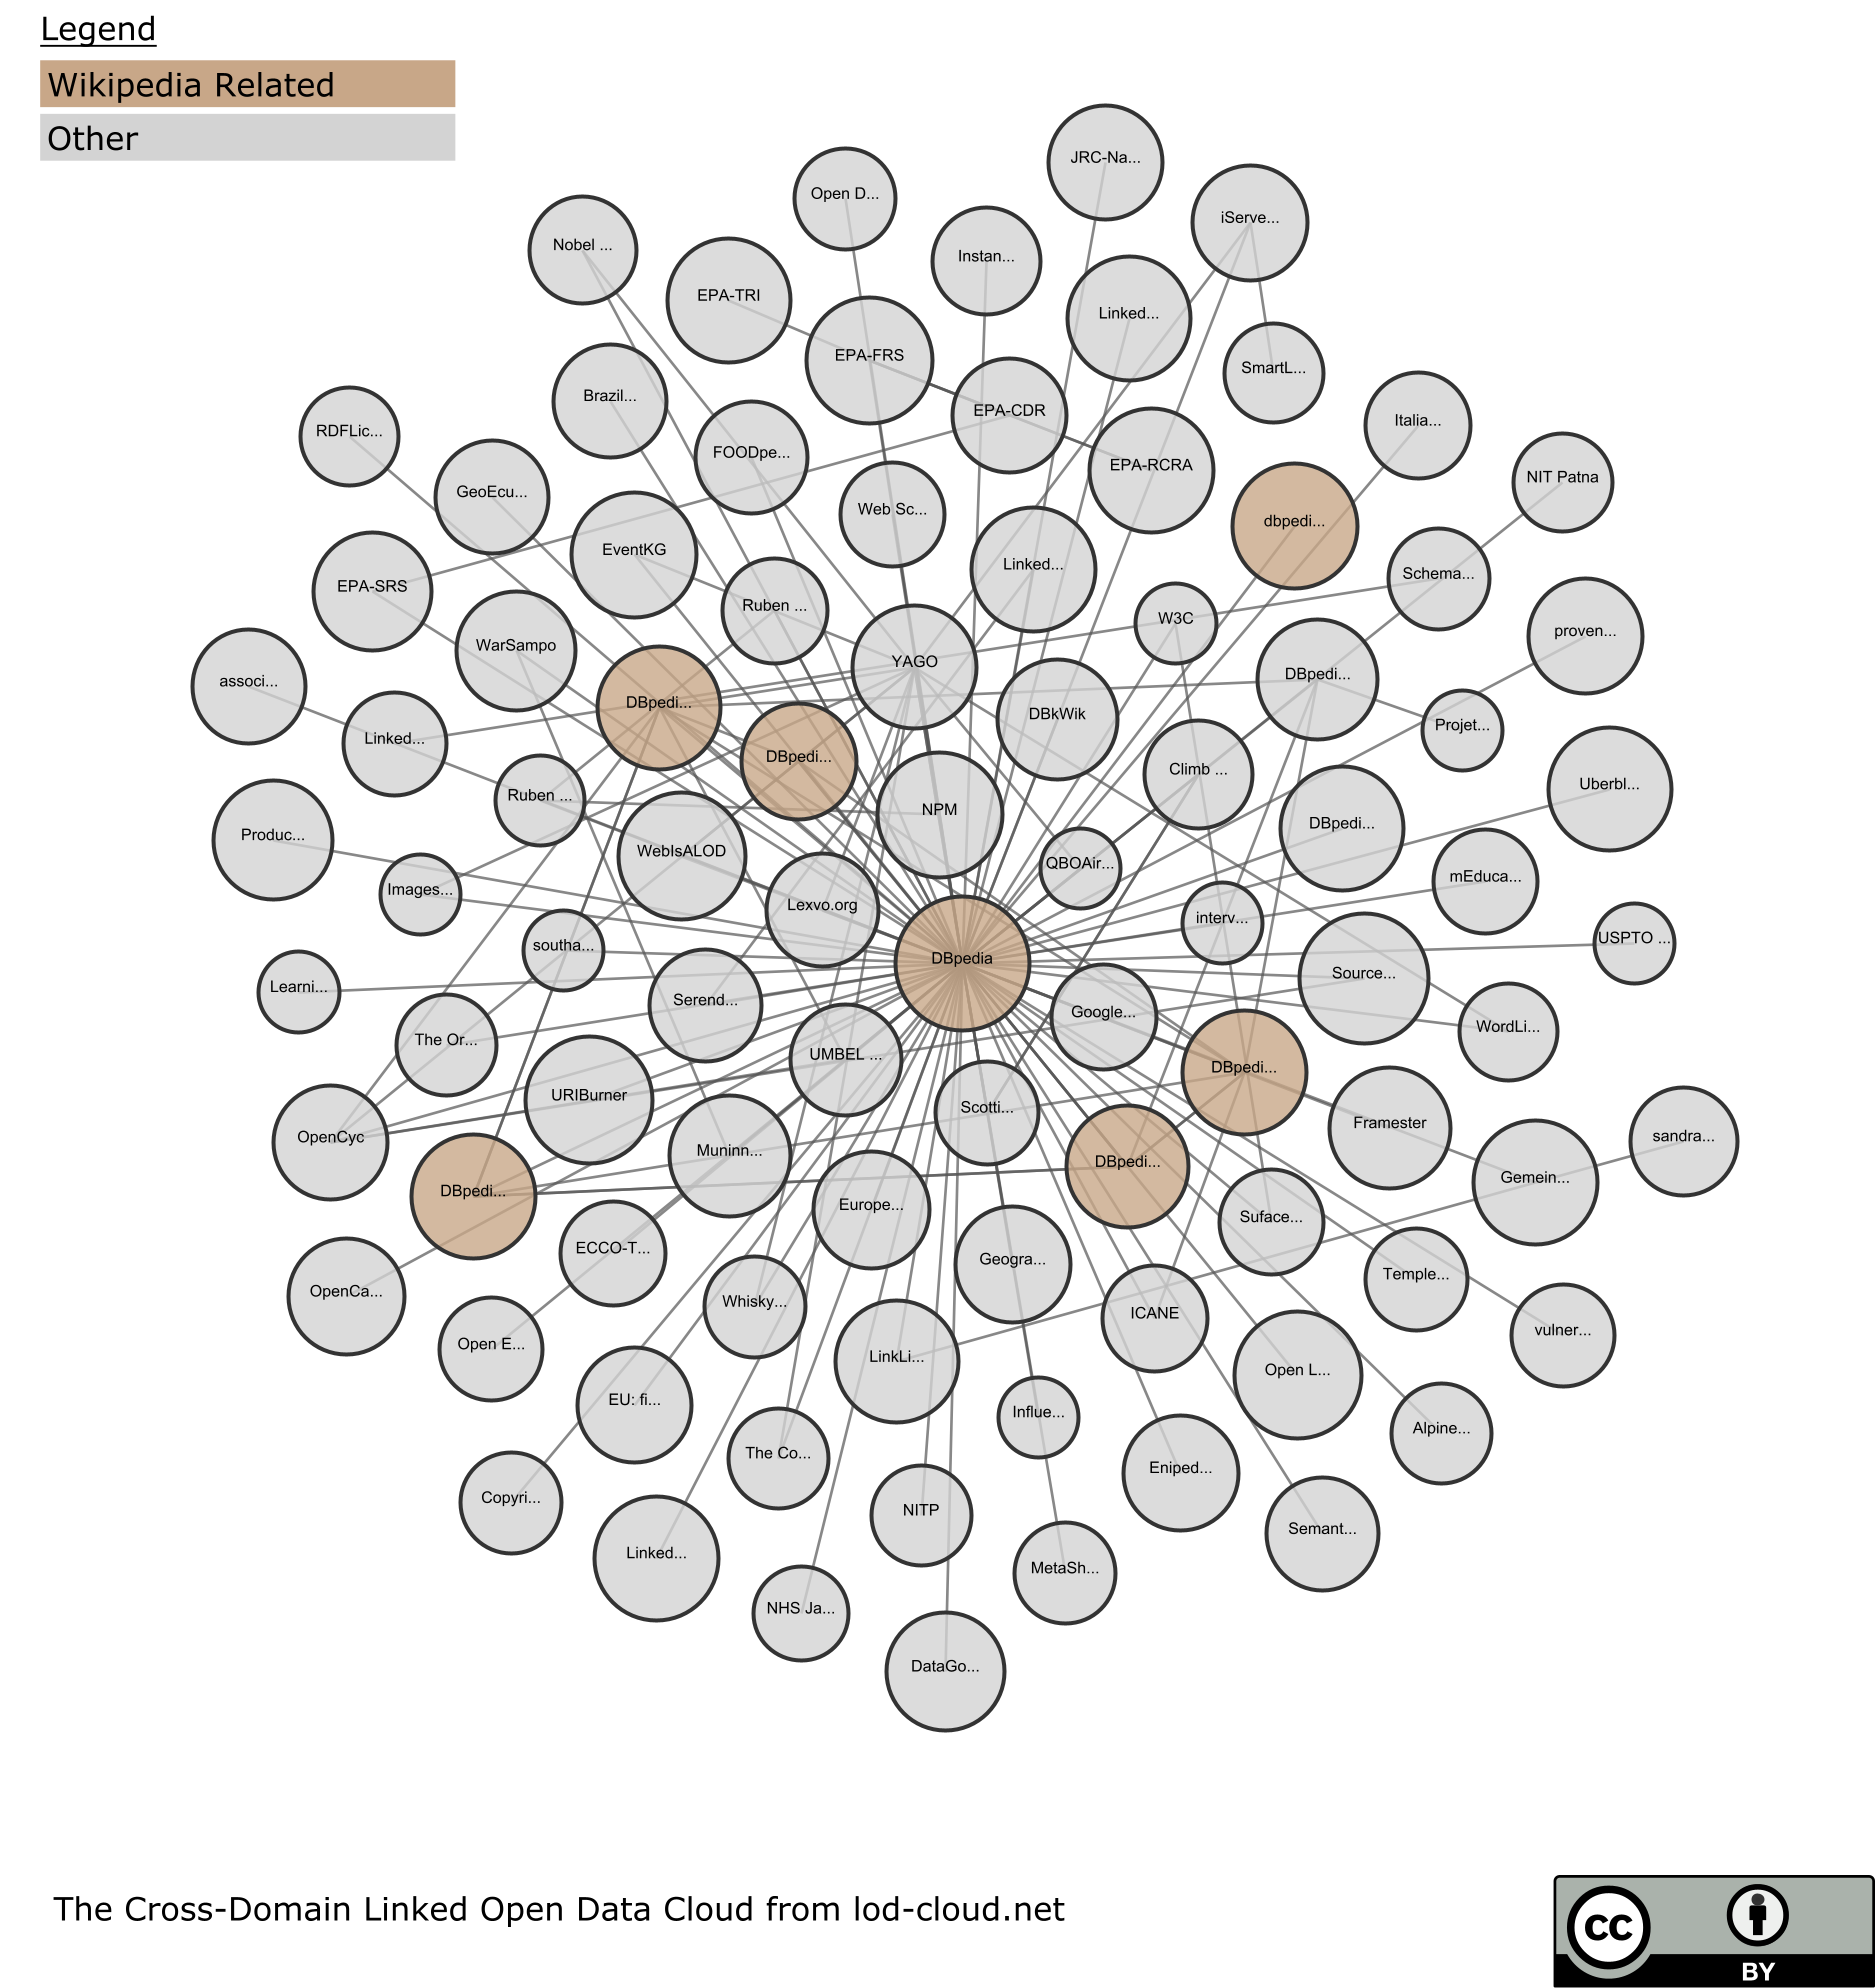 Legend
Wikipedia Related
Other
JRC-Na...
Open D...
iServe...
Nobel ...
Instan...
EPA-TRI
Linked...
EPA-FRS
SmartL...
Brazil...
EPA-CDR
Italia...
RDFLic...
FOODpe...
EPA-RCRA
NIT Patna
GeoEcu...
Web Sc...
dbpedi...
EventKG
Linked...
Schema...
EPA-SRS
Ruben ...
W3C
proven...
WarSampo
YAGO
DBpedi...
associ...
DBpedi...
DBkWik
Projet...
Linked...
DBpedi...
Climb ...
Uberbl...
Ruben ...
NPM
DBpedi...
Produc...
WebIsALOD
QBOAir...
mEduca...
Images...
Lexvo.org
interv...
southa...
DBpedia
USPTO ...
Learni...
Serend...
Google...
Source...
WordLi...
The Or...
UMBEL ...
DBpedi...
URIBurner
Scotti...
Framester
OpenCyc
Muninn...
DBpedi...
sandra...
DBpedi...
Europe...
Gemein...
ECCO-T...
Geogra...
Suface...
Temple...
OpenCa...
Whisky...
ICANE
vulner...
Open E...
LinkLi...
Open L...
EU: fi...
Influe...
Alpine...
The Co...
Eniped...
Copyri...
NITP
Semant...
Linked...
MetaSh...
NHS Ja...
DataGo...
The Cross-Domain Linked Open Data Cloud from lod-cloud.net
cc
BY